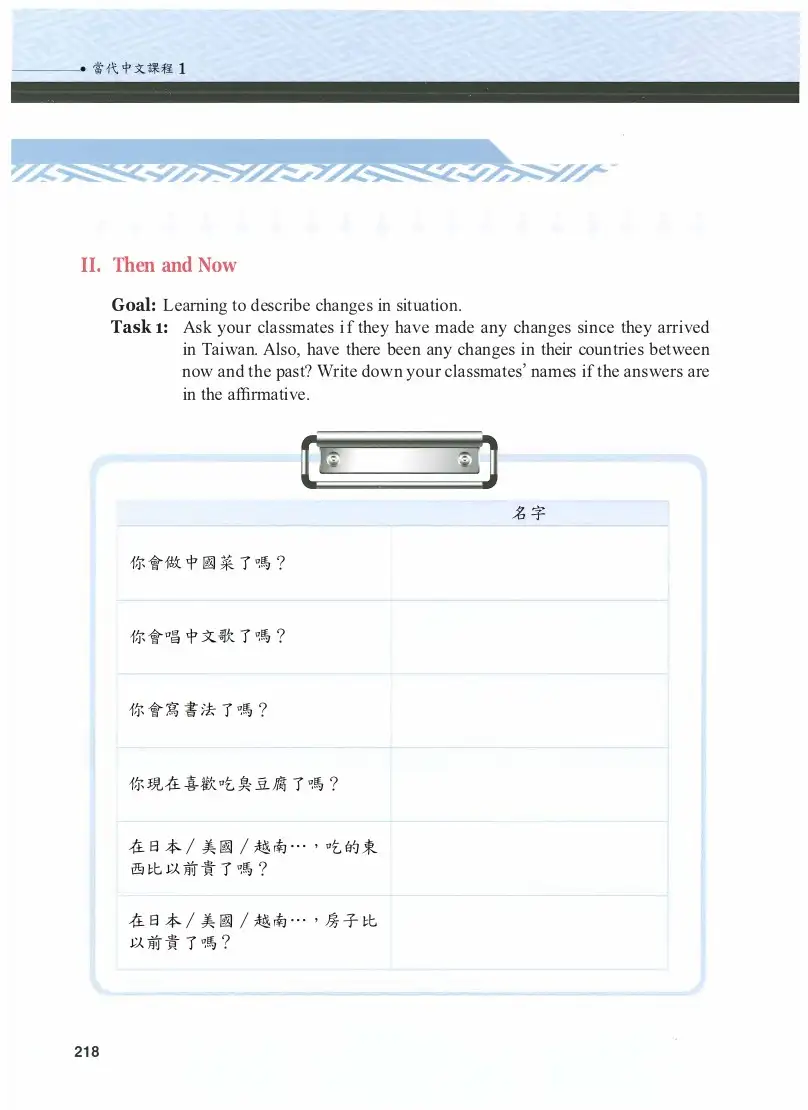 • 當代中文課程 1
II. Then and Now
Goal: Learning to describe changes in situation.
Task 1: Ask your classmates if they have made any changes since they arrived
in Taiwan. Also, have there been any changes in their countries between
now and the past? Write down your classmates’ names if the answers are
in the affirmative.
名字
你會做中國菜了嗎？
你會唱中文歌了嗎？
你會寫書法了嗎？
你現在喜歡吃臭豆腐了嗎？
在日本／美國／越南⋯，吃的東
西比以前貴了嗎？
在日本／美國／越南⋯，房子比
以前貴了嗎？
218